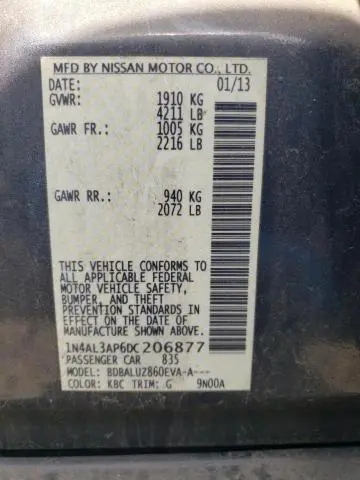 MFD BY NISSAN MOTOR CO., LTD.
DATE: 01/13
GVWR: 1910 KG
4211 LB
GAWR FR: 1005 KG
2216 LB
GAWR RR: 940 KG
2072 LB
THIS VEHICLE CONFORMS TO
ALL APPLICABLE FEDERAL
MOTOR VEHICLE SAFETY,
BUMPER, AND THEFT
PREVENTION STANDARDS IN
EFFECT ON THE DATE OF
MANUFACTURE SHOWN ABOVE.
1N4AL3AP6DC206877
PASSENGER CAR 835
MODEL: BDBALUZ860EVA-A---
COLOR: KBC TRIM: G 9N00A